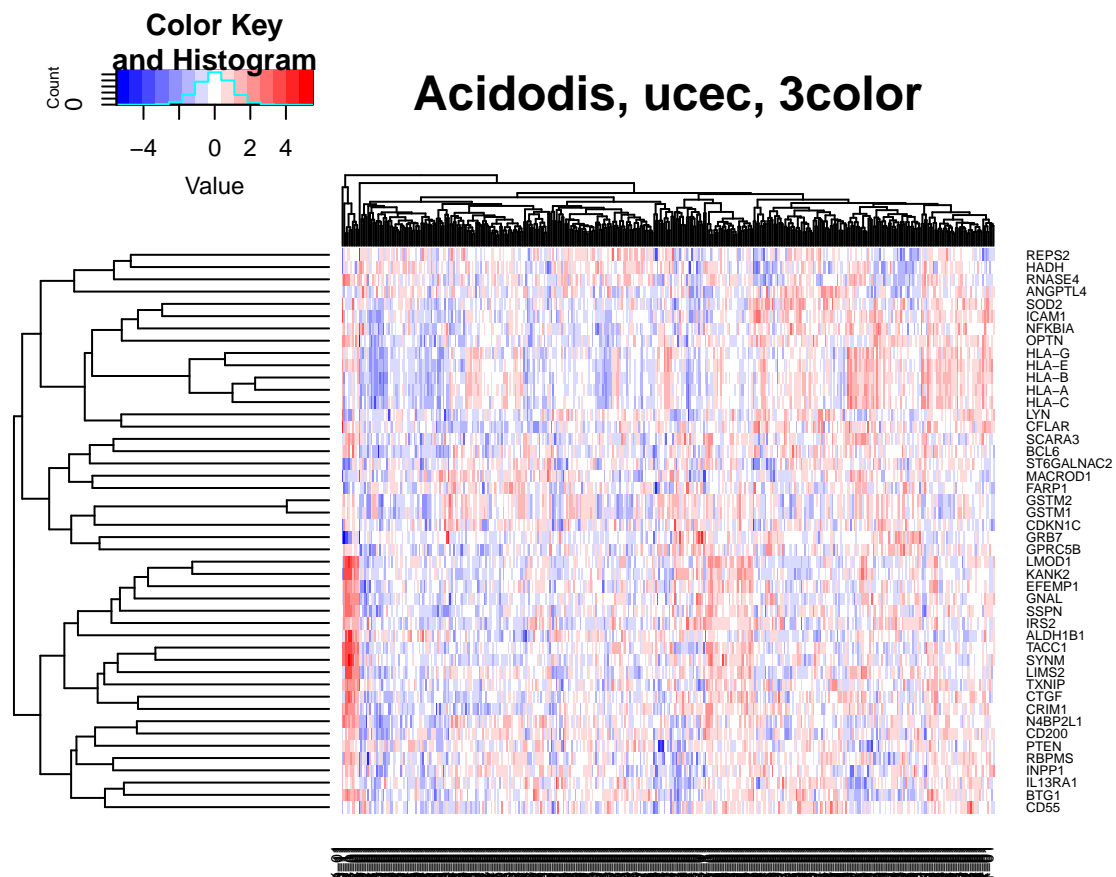 Color Key
and Histogram
Count
0
−4 0 2 4
Value
Acidodis, ucec, 3color
REPS2
HADH
RNASE4
ANGPTL4
SOD2
ICAM1
NFKBIA
OPTN
HLA−G
HLA−E
HLA−B
HLA−A
HLA−C
LYN
CFLAR
SCARA3
BCL6
ST6GALNAC2
MACROD1
FARP1
GSTM2
GSTM1
CDKN1C
GRB7
GPRC5B
LMOD1
KANK2
EFEMP1
GNAL
SSPN
IRS2
ALDH1B1
TACC1
SYNM
LIMS2
TXNIP
CTGF
CRIM1
N4BP2L1
CD200
PTEN
RBPMS
INPP1
IL13RA1
BTG1
CD55